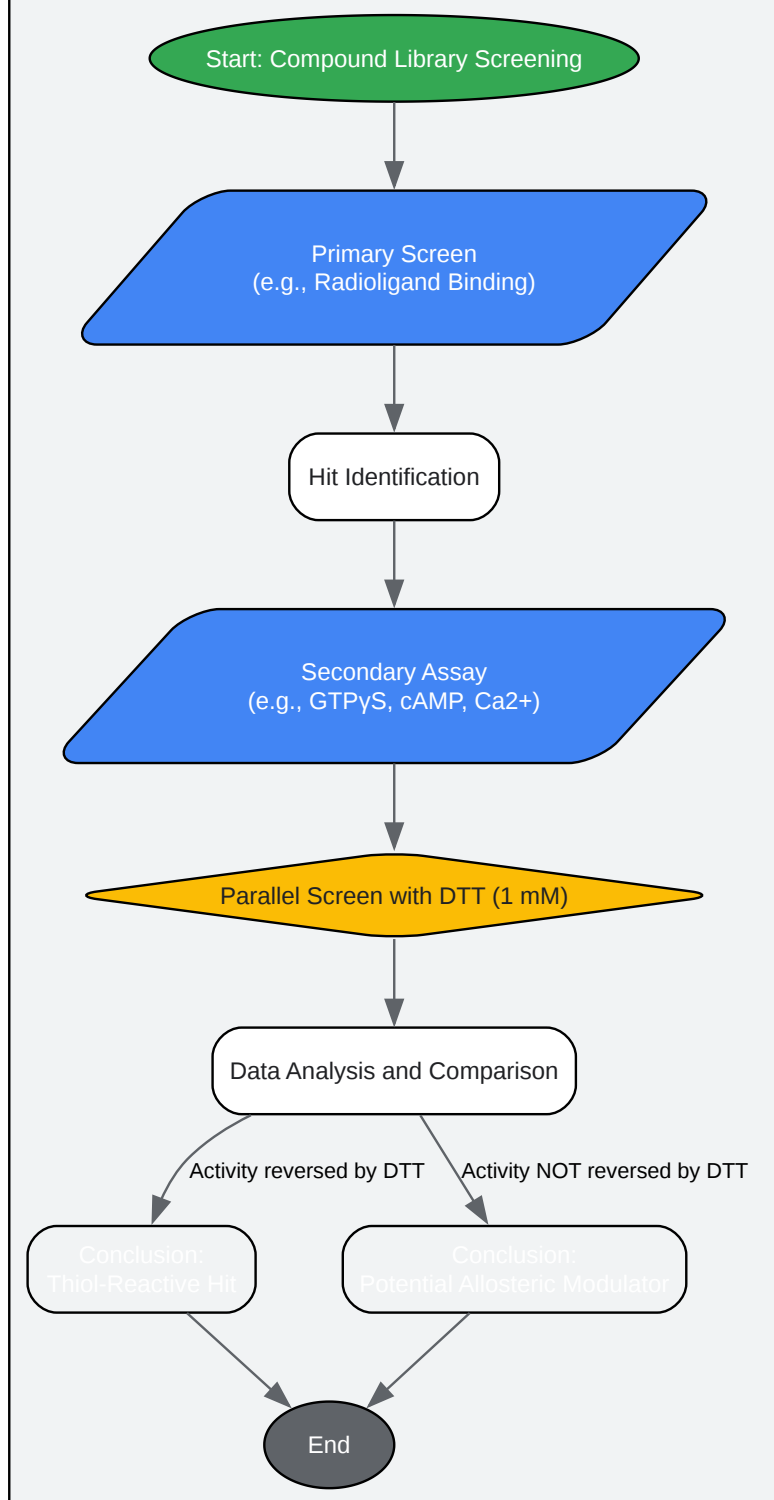 Start: Compound Library Screening
Primary Screen
(e.g., Radioligand Binding)
Hit Identification
Secondary Assay
(e.g., GTPγS, cAMP, Ca2+)
Parallel Screen with DTT (1 mM)
Data Analysis and Comparison
Activity reversed by DTT
Activity NOT reversed by DTT
Conclusion:
Thiol-Reactive Hit
Conclusion:
Potential Allosteric Modulator
End